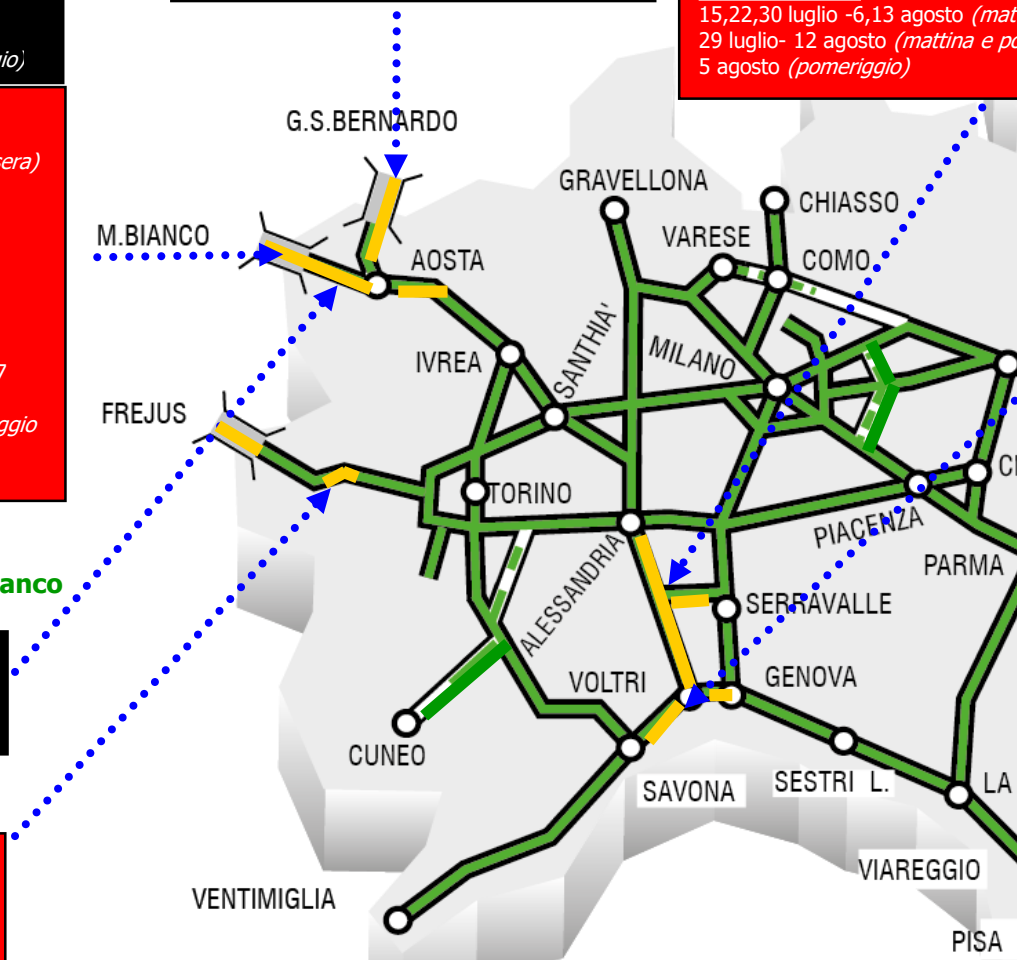 io)
15,22,30 luglio -6,13 agosto (mat
29 luglio- 12 agosto (mattina e po
5 agosto (pomeriggio)
sera)
7
ggio
anco
G.S.BERNARDO
GRAVELLONA
CHIASSO
M.BIANCO
VARESE
AOSTA
COMO
IVREA
SANTHIA'
MILANO
FREJUS
TORINO
PIACENZA
PARMA
ALESSANDRIA
SERRAVALLE
VOLTRI
GENOVA
CUNEO
SAVONA
SESTRI L.
LA
VIAREGGIO
VENTIMIGLIA
PISA